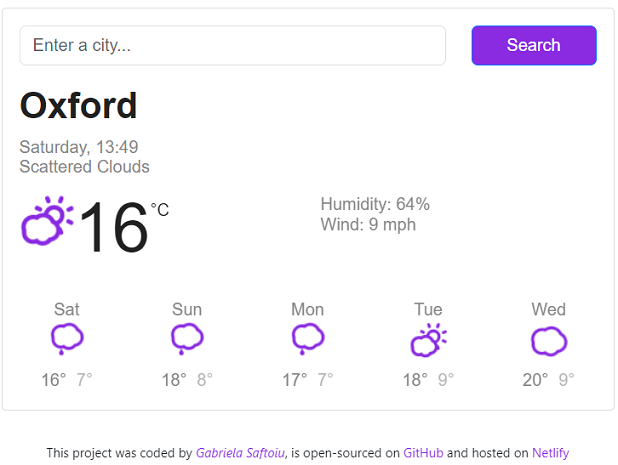 Enter a city...
Search
Oxford
Saturday, 13:49
Scattered Clouds
16 °C
Humidity: 64%
Wind: 9 mph
Sat Sun Mon Tue Wed
16° 7° 18° 8° 17° 7° 18° 9° 20° 9°
This project was coded by Gabriela Saftoiu, is open-sourced on GitHub and hosted on Netlify